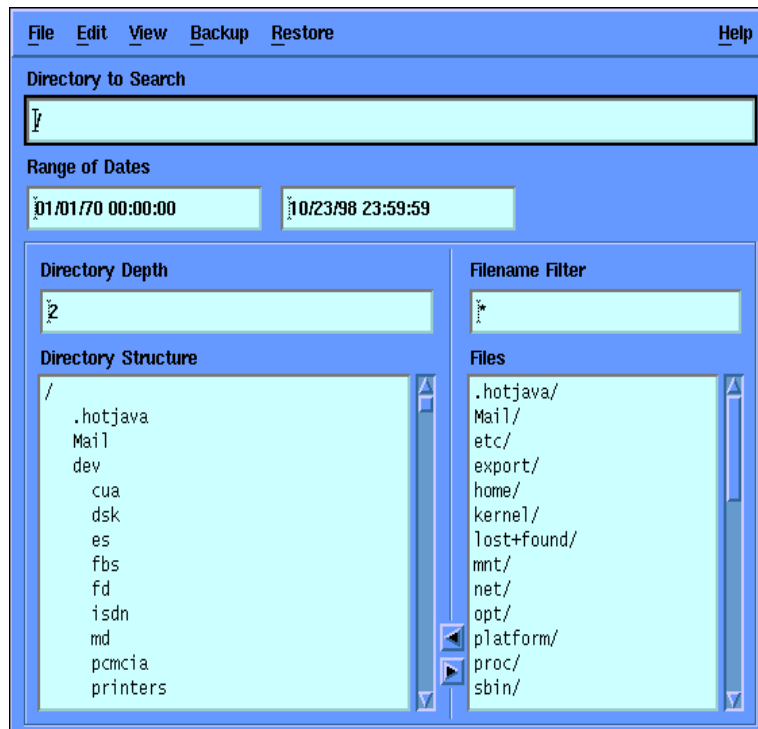 File Edit View Backup Restore Help
Directory to Search
/
Range of Dates
01/01/70 00:00:00 10/23/98 23:59:59
Directory Depth
2
Directory Structure
/
.hotjava
Mail
dev
cua
dsk
es
fbs
fd
isdn
md
pcmcia
printers
Filename Filter
*
Files
.hotjava/
Mail/
etc/
export/
home/
kernel/
lost+found/
mnt/
net/
opt/
platform/
proc/
sbin/